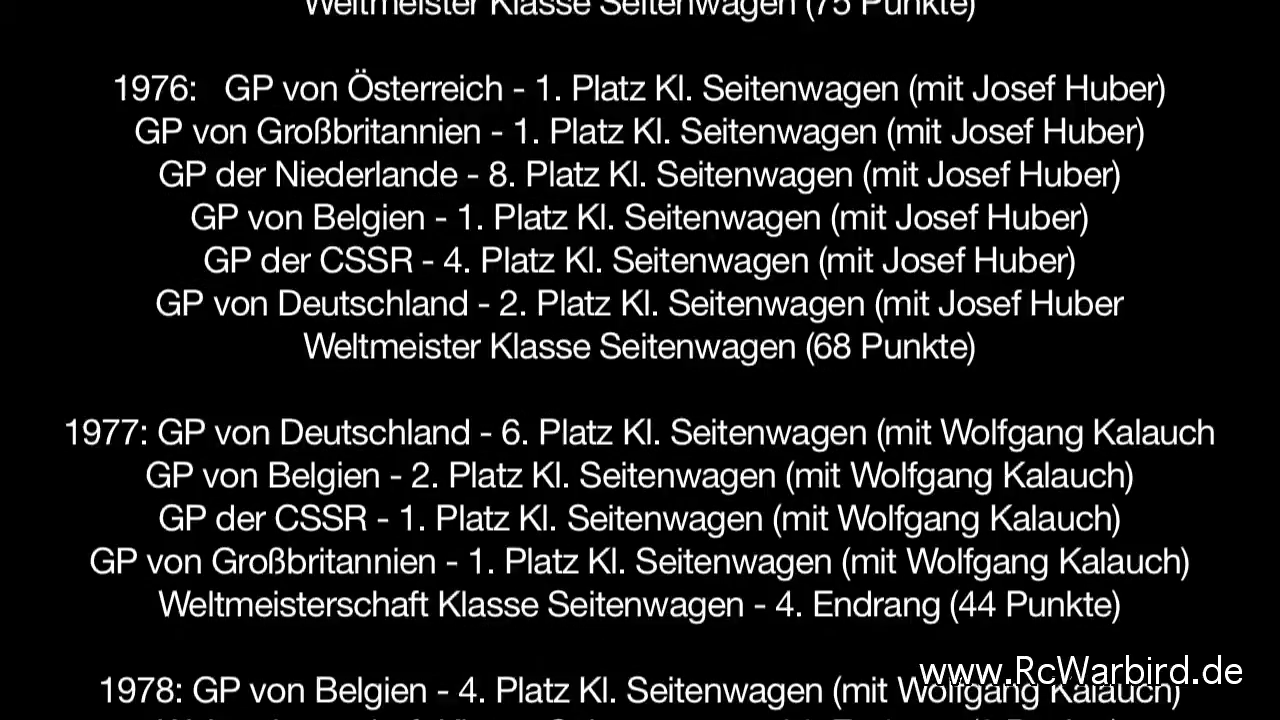 Weltmeister Klasse Seitenwagen (75 Punkte)
1976: GP von Österreich - 1. Platz Kl. Seitenwagen (mit Josef Huber)
GP von Großbritannien - 1. Platz Kl. Seitenwagen (mit Josef Huber)
GP der Niederlande - 8. Platz Kl. Seitenwagen (mit Josef Huber)
GP von Belgien - 1. Platz Kl. Seitenwagen (mit Josef Huber)
GP der CSSR - 4. Platz Kl. Seitenwagen (mit Josef Huber)
GP von Deutschland - 2. Platz Kl. Seitenwagen (mit Josef Huber
Weltmeister Klasse Seitenwagen (68 Punkte)
1977: GP von Deutschland - 6. Platz Kl. Seitenwagen (mit Wolfgang Kalauch
GP von Belgien - 2. Platz Kl. Seitenwagen (mit Wolfgang Kalauch)
GP der CSSR - 1. Platz Kl. Seitenwagen (mit Wolfgang Kalauch)
GP von Großbritannien - 1. Platz Kl. Seitenwagen (mit Wolfgang Kalauch)
Weltmeisterschaft Klasse Seitenwagen - 4. Endrang (44 Punkte)
www.RcWarbird.de
1978: GP von Belgien - 4. Platz Kl. Seitenwagen (mit Wolfgang Kalauch)